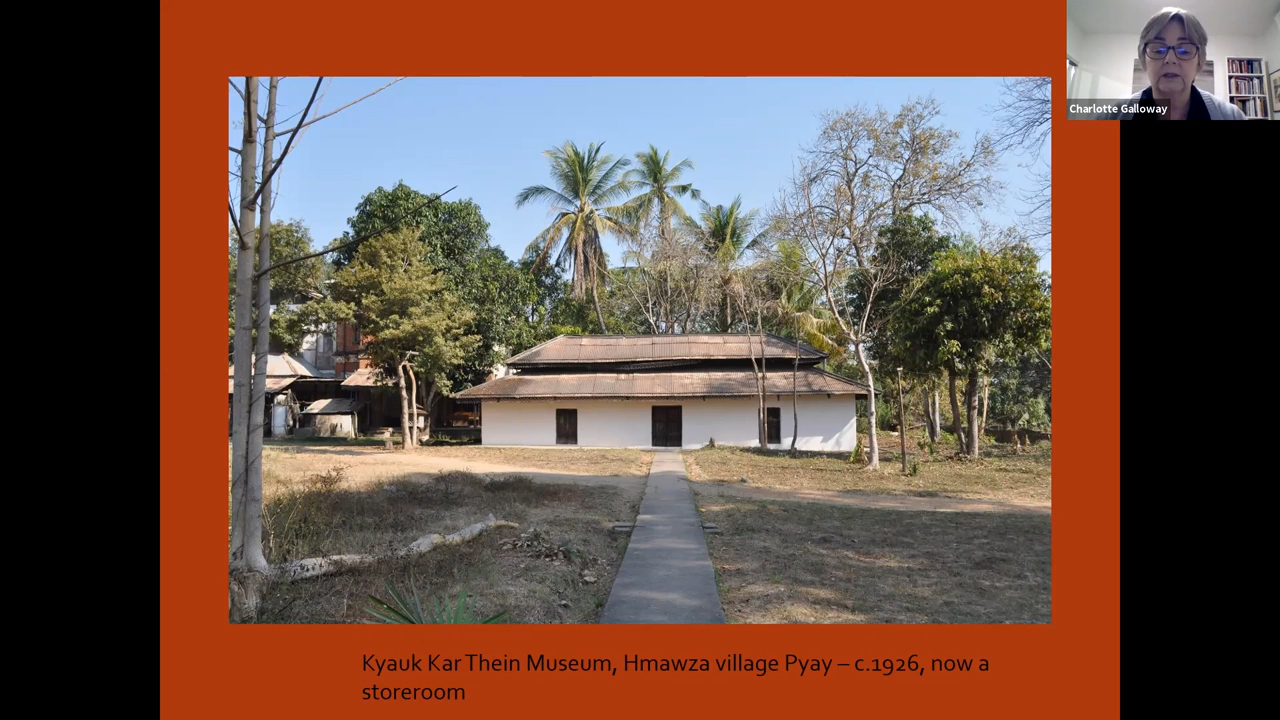 Charlotte Galloway
Kyauk Kar Thein Museum, Hmawza village Pyay – c.1926, now a
storeroom